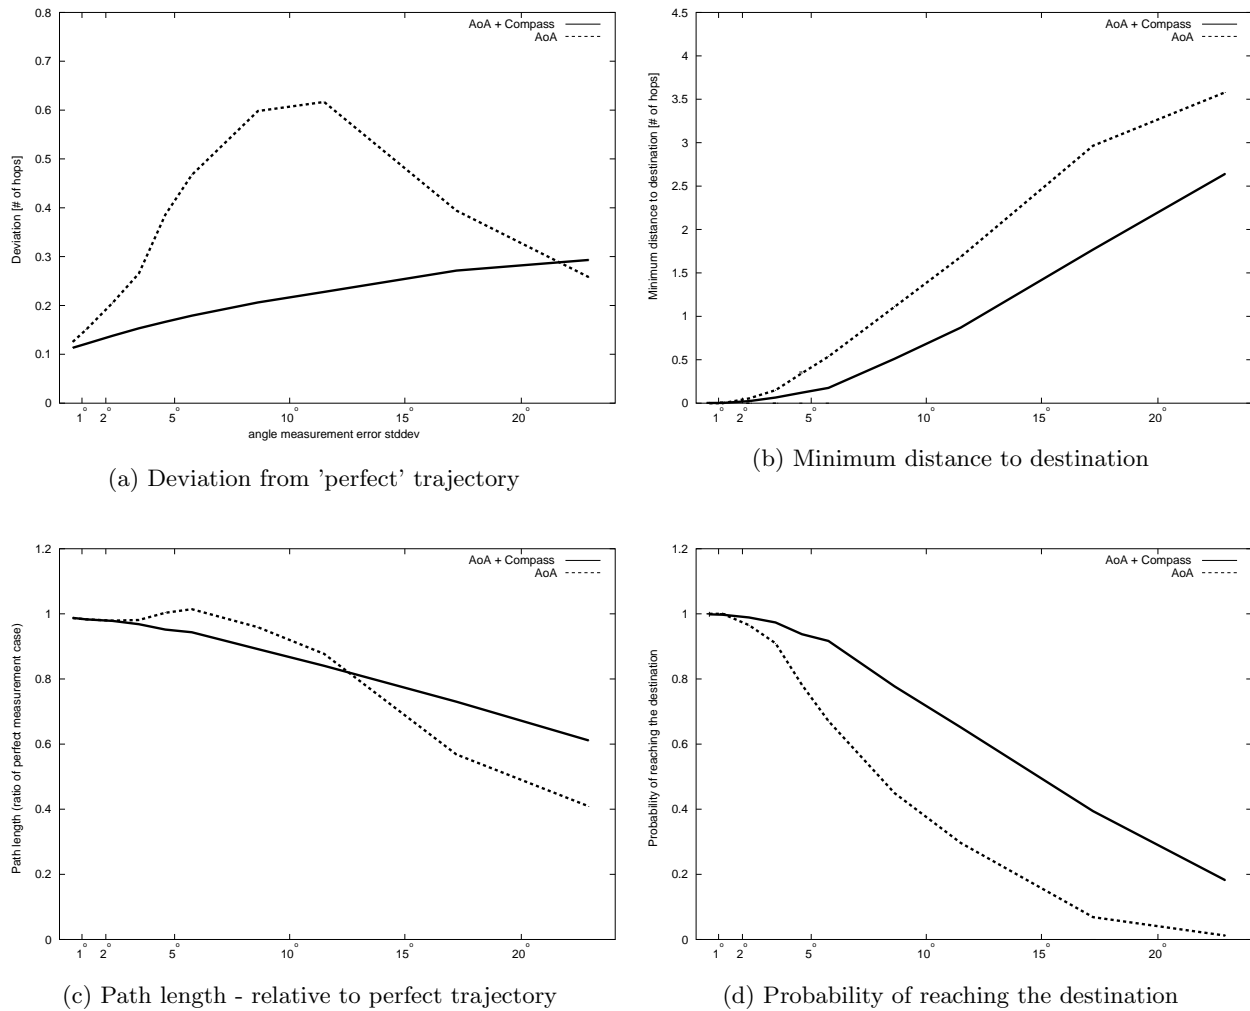 0.8
0.7
0.6
0.5
0.4
0.3
0.2
0.1
0
Deviation [# of hops]
AoA + Compass
AoA
1° 2° 5° 10° 15° 20°
angle measurement error stddev
(a) Deviation from 'perfect' trajectory
4.5
4
3.5
3
2.5
2
1.5
1
0.5
0
Minimum distance to destination [# of hops]
AoA + Compass
AoA
1° 2° 5° 10° 15° 20°
(b) Minimum distance to destination
1.2
1
0.8
0.6
0.4
0.2
0
Path length (ratio of perfect measurement case)
AoA + Compass
AoA
1° 2° 5° 10° 15° 20°
(c) Path length - relative to perfect trajectory
1.2
1
0.8
0.6
0.4
0.2
0
Probability of reaching the destination
AoA + Compass
AoA
1° 2° 5° 10° 15° 20°
(d) Probability of reaching the destination